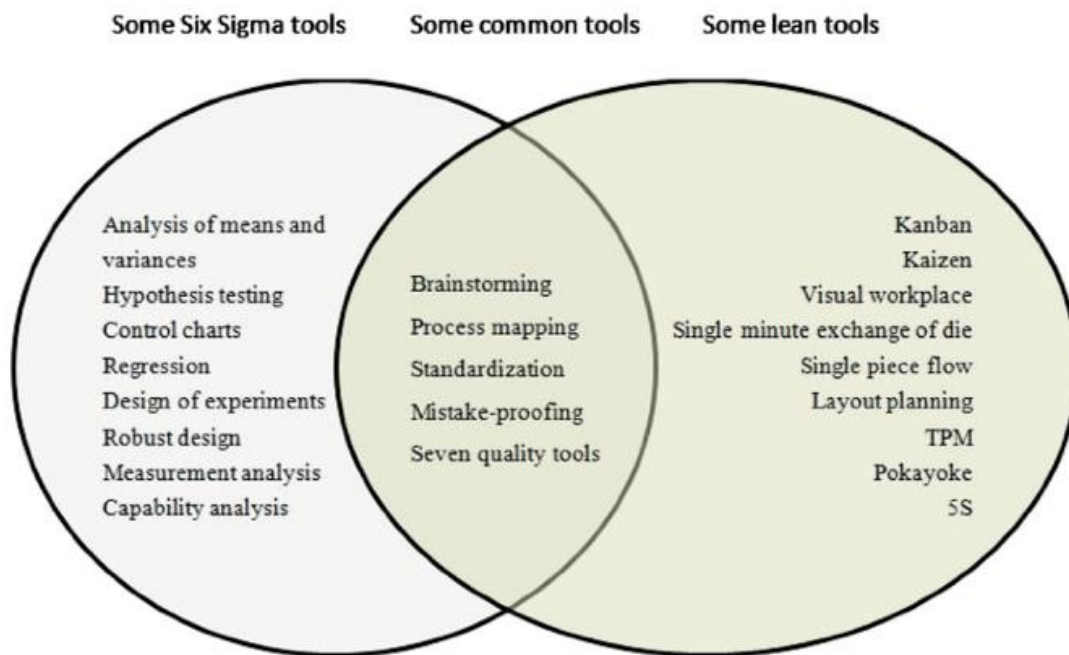 Some Six Sigma tools
Some common tools
Some lean tools
Analysis of means and
variances
Hypothesis testing
Control charts
Regression
Design of experiments
Robust design
Measurement analysis
Capability analysis
Brainstorming
Process mapping
Standardization
Mistake-proofing
Seven quality tools
Kanban
Kaizen
Visual workplace
Single minute exchange of die
Single piece flow
Layout planning
TPM
Pokayoke
5S